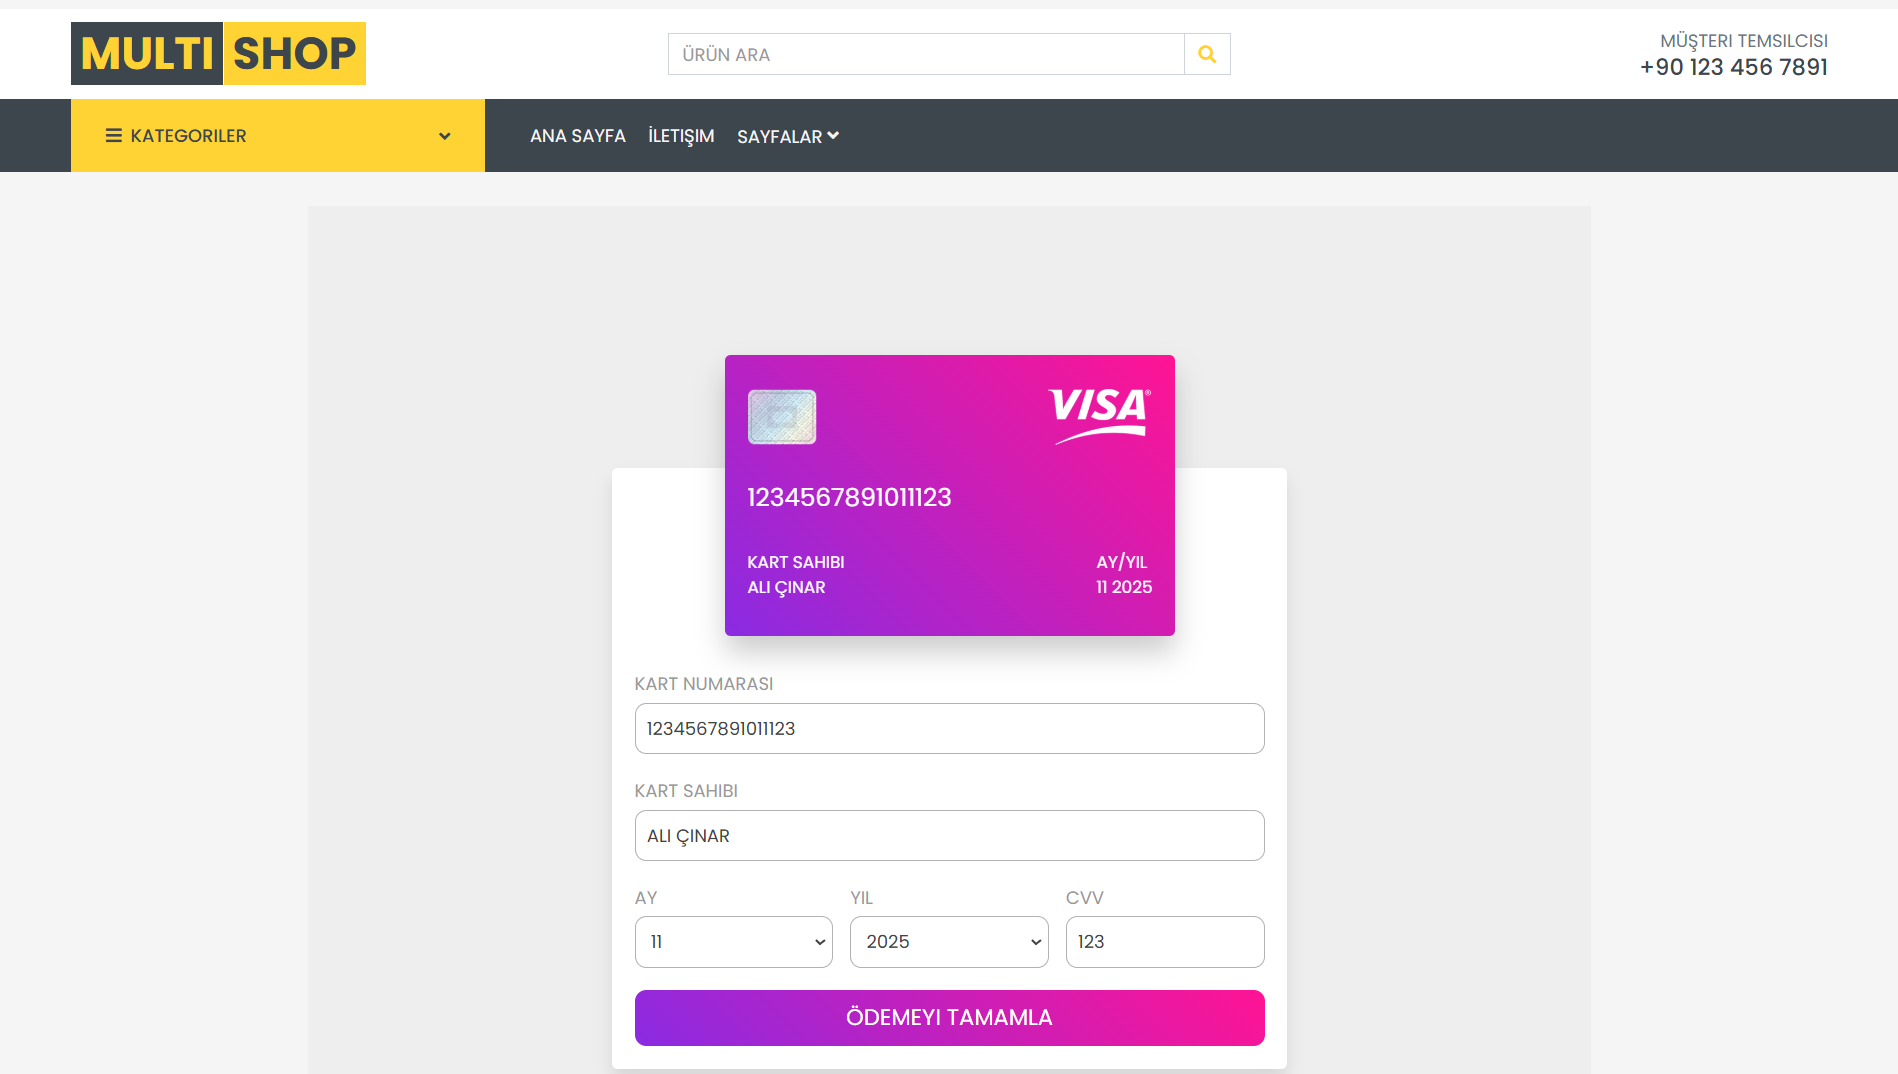 MULTI SHOP
ÜRÜN ARA
MÜŞTERI TEMSILCISI
+90 123 456 7891
KATEGORILER
ANA SAYFA İLETIŞIM SAYFALAR
VISA®
1234567891011123
KART SAHIBI AY/YIL
ALI ÇINAR 11 2025
KART NUMARASI
1234567891011123
KART SAHIBI
ALI ÇINAR
AY YIL CVV
11 2025 123
ÖDEMEYI TAMAMLA